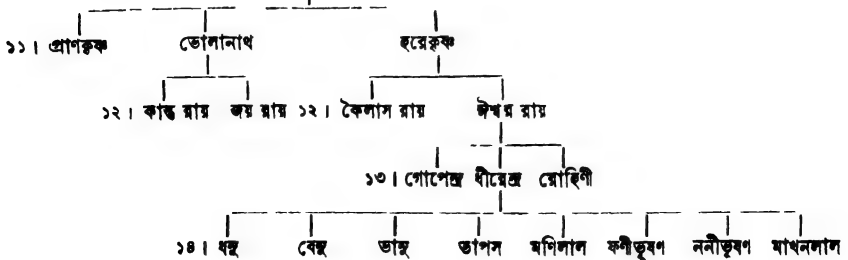 ১১। প্রাণকৃষ্ণ ভোলানাথ হরেকৃষ্ণ
১২। কান্ত রায় জয় রায় ১২। কৈলাস রায় ঈশ্বর রায়
১৩। গোপেন্দ্র ধীরেন্দ্র রোহিণী
১৪। ধনু বেনু ভানু তাপস মণিলাল ফণীভূষণ ননীভূষণ মাখনলাল